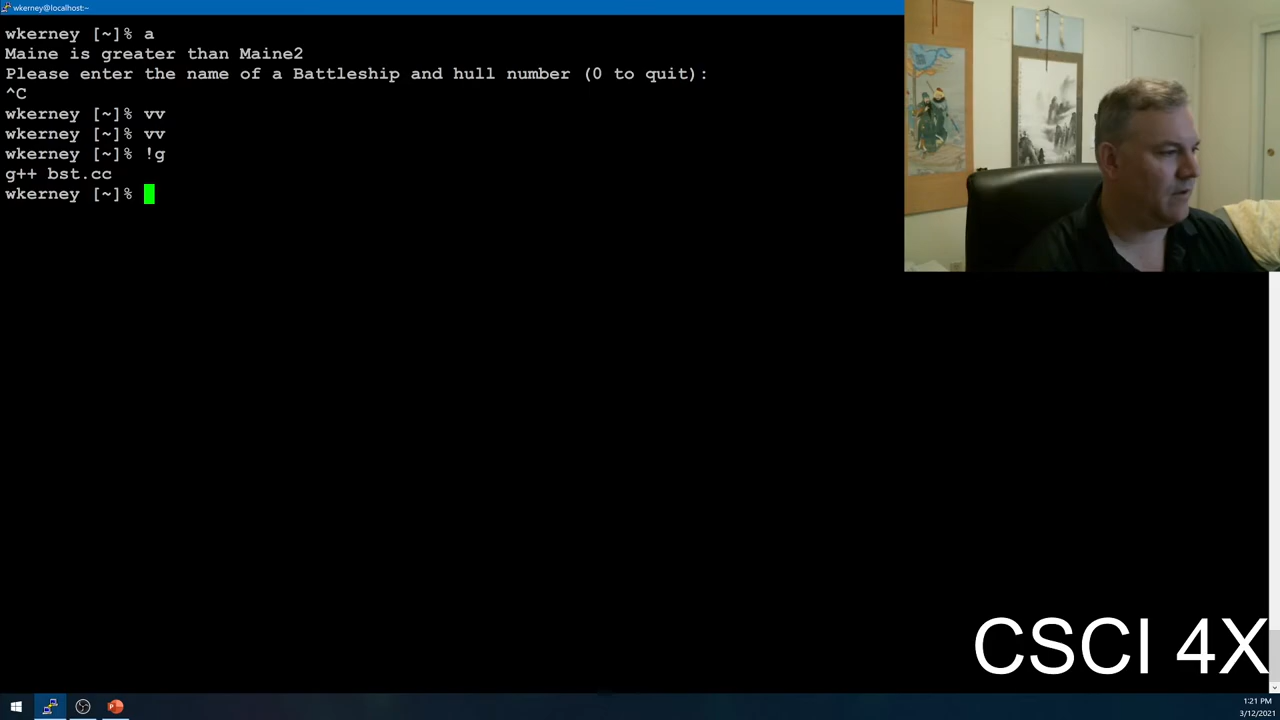 wkerney@localhost:~
wkerney [~]% a
Maine is greater than Maine2
Please enter the name of a Battleship and hull number (0 to quit):
^C
wkerney [~]% vv
wkerney [~]% vv
wkerney [~]% !g
g++ bst.cc
wkerney [~]%
CSCI 4X
1:21 PM
3/12/2021